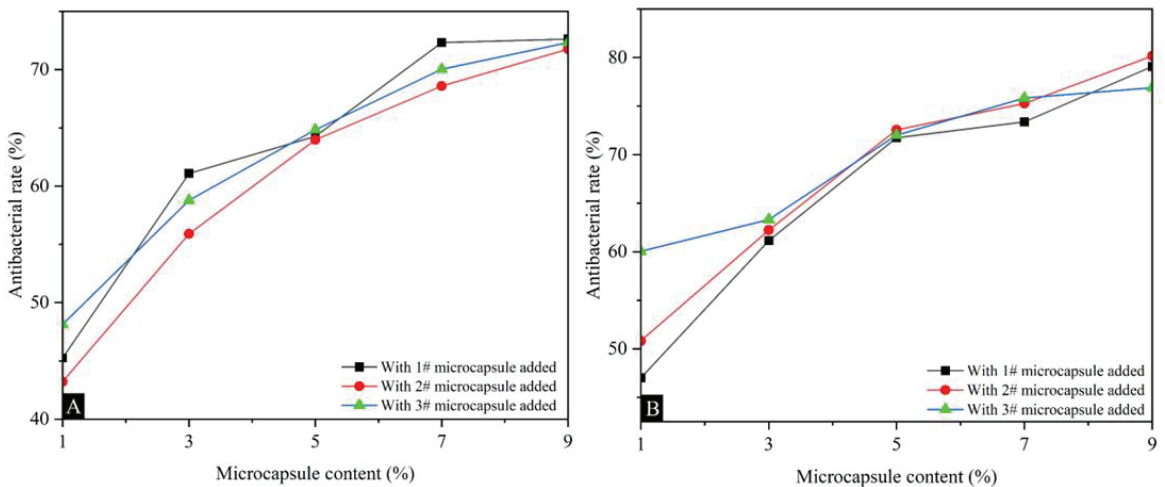 70
60
50
40
Antibacterial rate (%)
With 1# microcapsule added
With 2# microcapsule added
With 3# microcapsule added
A
1 3 5 7 9
Microcapsule content (%)
80
70
60
50
Antibacterial rate (%)
With 1# microcapsule added
With 2# microcapsule added
With 3# microcapsule added
B
1 3 5 7 9
Microcapsule content (%)